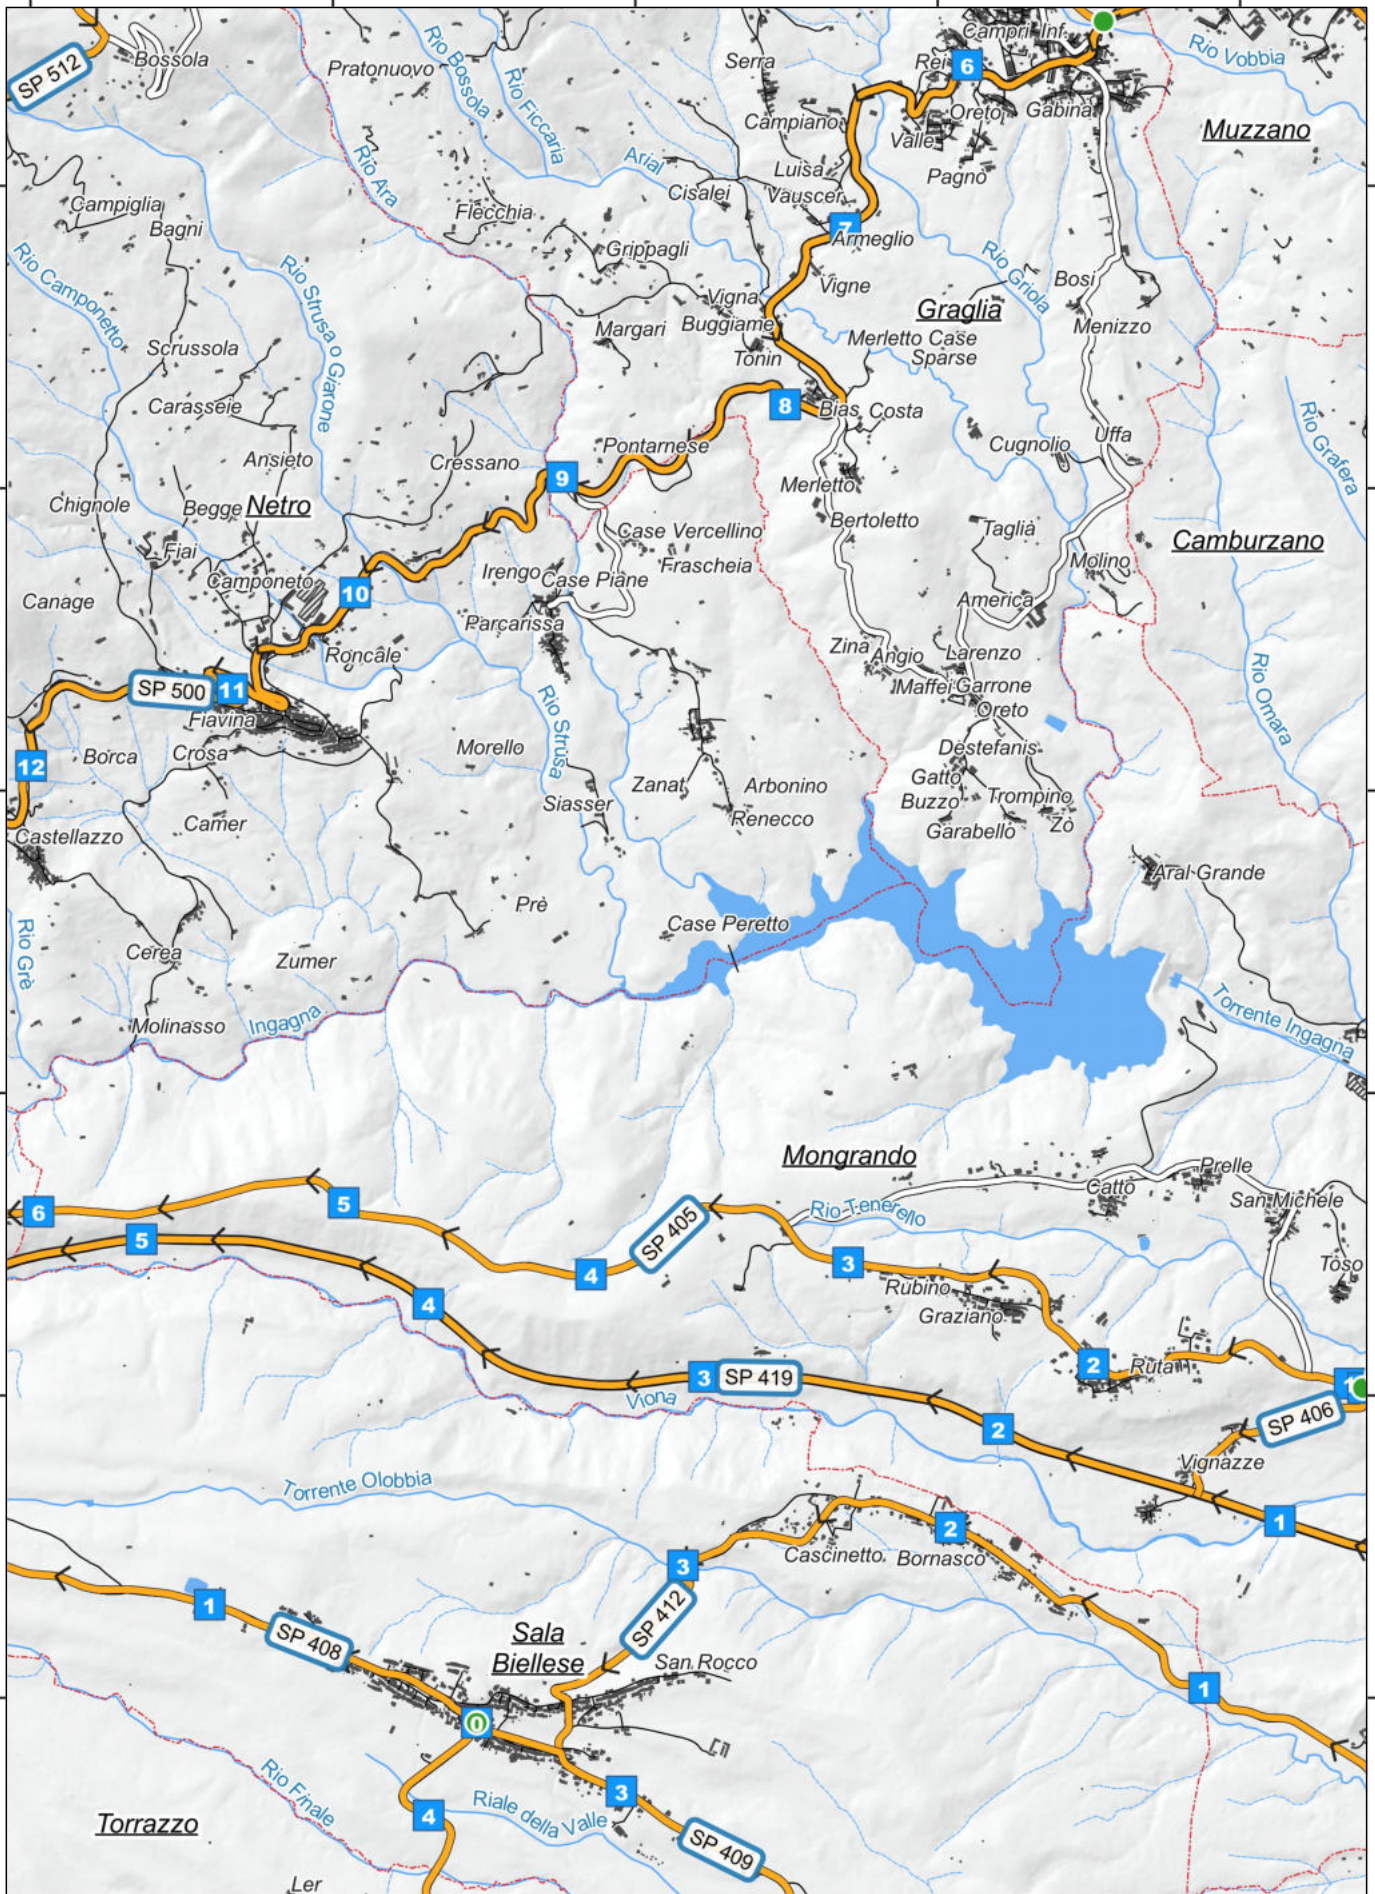 Bossola
SP 512
Pratonuovo
Rio Bossola
Rio Ficcaria
Serra
Campri Inf.
Rei
6
Rio Vobbia
Campiano
Oreto
Gabina
Valle
Muzzano
Rio Ara
Arial
Luisa
Pagnò
Cisalei
Vauscer
Campiglia
Bagni
Flecchia
7
Armeglio
Grippagli
Rio Camponetto
Rio Strusa o Giarone
Rio Griola
Vigne
Bosi
Vigna
Graglia
Margari
Buggiame
Menizzo
Scrussola
Tonin
Merletto Case
Sparse
Carasseie
8
Bias
Costa
Rio Grafera
Pontarnese
Cugnolio
Uffa
Ansieto
Cressano
9
Merletto
Chignole
Begge
Netro
Bertoletto
Case Vercellino
Taglià
Camburzano
Fiai
Frascheia
Molino
Camponeto
Irengo
Case Piane
10
Canage
Parcarissa
America
Roncale
Zina
Angio
Larenzo
SP 500
11
Maffei
Garrone
Rio Omara
Fiavina
Oreto
Rio Strusa
12
Borca
Crosa
Morello
Destefanis
Gatto
Zanat
Arbonino
Buzzo
Trompino
Siasser
Renecco
Garabello
Zò
Castellazzo
Camer
Aral Grande
Prè
Case Peretto
Rio Grè
Cerea
Zumer
Molinasso
Ingagna
Torrente Ingagna
Mongrando
Prelle
Catto
San Michele
6
5
SP 405
Rio Tenerello
5
4
3
Toso
4
Rubino
Graziano
2
Ruta
3
SP 419
1
Viona
2
SP 406
Vignazze
Torrente Olobbia
1
2
Cascinetto
Bornasco
3
1
SP 412
SP 408
Sala
Biellese
San Rocco
1
0
3
Rio Finale
4
Riale della Valle
Torrazzo
SP 409
Ler